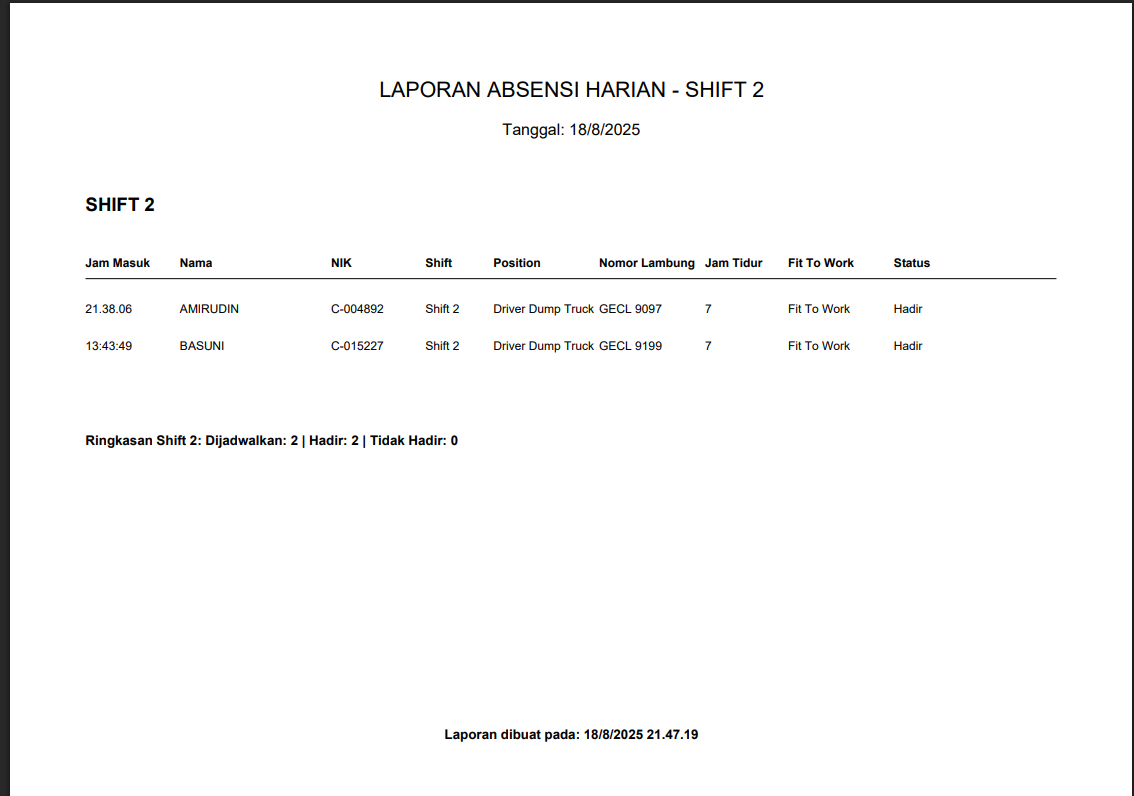 LAPORAN ABSENSI HARIAN - SHIFT 2
Tanggal: 18/8/2025
SHIFT 2
Jam Masuk Nama NIK Shift Position Nomor Lambung Jam Tidur Fit To Work Status
21.38.06 AMIRUDIN C-004892 Shift 2 Driver Dump Truck GECL 9097 7 Fit To Work Hadir
13:43:49 BASUNI C-015227 Shift 2 Driver Dump Truck GECL 9199 7 Fit To Work Hadir
Ringkasan Shift 2: Dijadwalkan: 2 | Hadir: 2 | Tidak Hadir: 0
Laporan dibuat pada: 18/8/2025 21.47.19